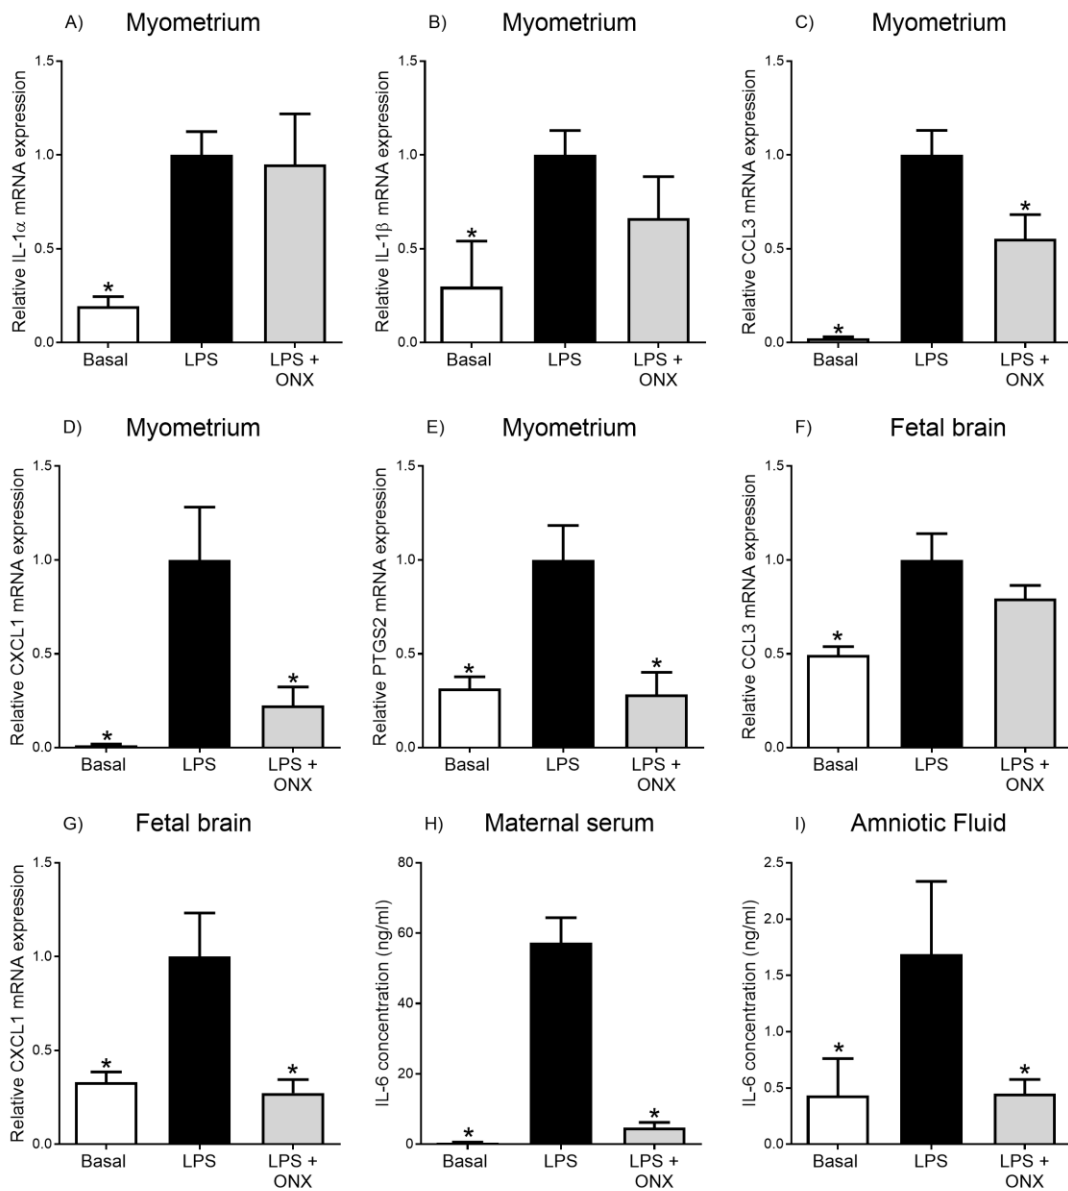 A) Myometrium
Relative IL-1α mRNA expression
1.5
1.0
0.5
0.0
*
Basal
LPS
LPS +
ONX
B) Myometrium
Relative IL-1β mRNA expression
1.5
1.0
0.5
0.0
*
Basal
LPS
LPS +
ONX
C) Myometrium
Relative CCL3 mRNA expression
1.5
1.0
0.5
0.0
*
*
Basal
LPS
LPS +
ONX
D) Myometrium
Relative CXCL1 mRNA expression
1.5
1.0
0.5
0.0
*
*
Basal
LPS
LPS +
ONX
E) Myometrium
Relative PTGS2 mRNA expression
1.5
1.0
0.5
0.0
*
*
Basal
LPS
LPS +
ONX
F) Fetal brain
Relative CCL3 mRNA expression
1.5
1.0
0.5
0.0
*
Basal
LPS
LPS +
ONX
G) Fetal brain
Relative CXCL1 mRNA expression
1.5
1.0
0.5
0.0
*
*
Basal
LPS
LPS +
ONX
H) Maternal serum
IL-6 concentration (ng/ml)
80
60
40
20
0
*
*
Basal
LPS
LPS +
ONX
I) Amniotic Fluid
IL-6 concentration (ng/ml)
2.5
2.0
1.5
1.0
0.5
0.0
*
*
Basal
LPS
LPS +
ONX